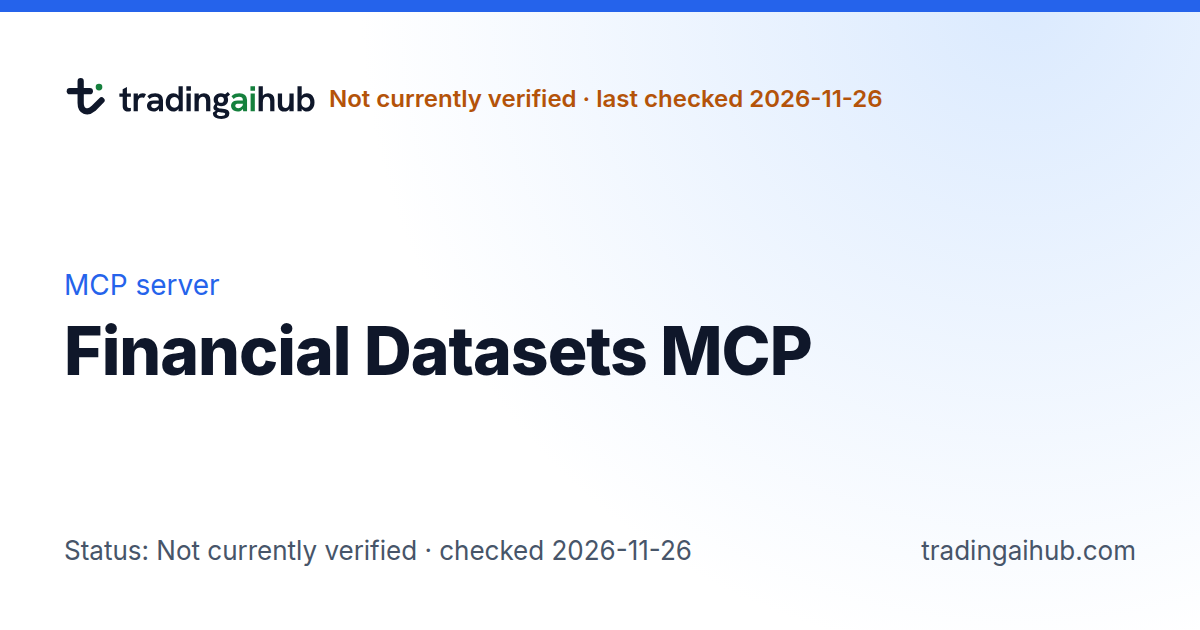 tradingaihub Not currently verified · last checked 2026-11-26
MCP server
Financial Datasets MCP
Status: Not currently verified · checked 2026-11-26
tradingaihub.com